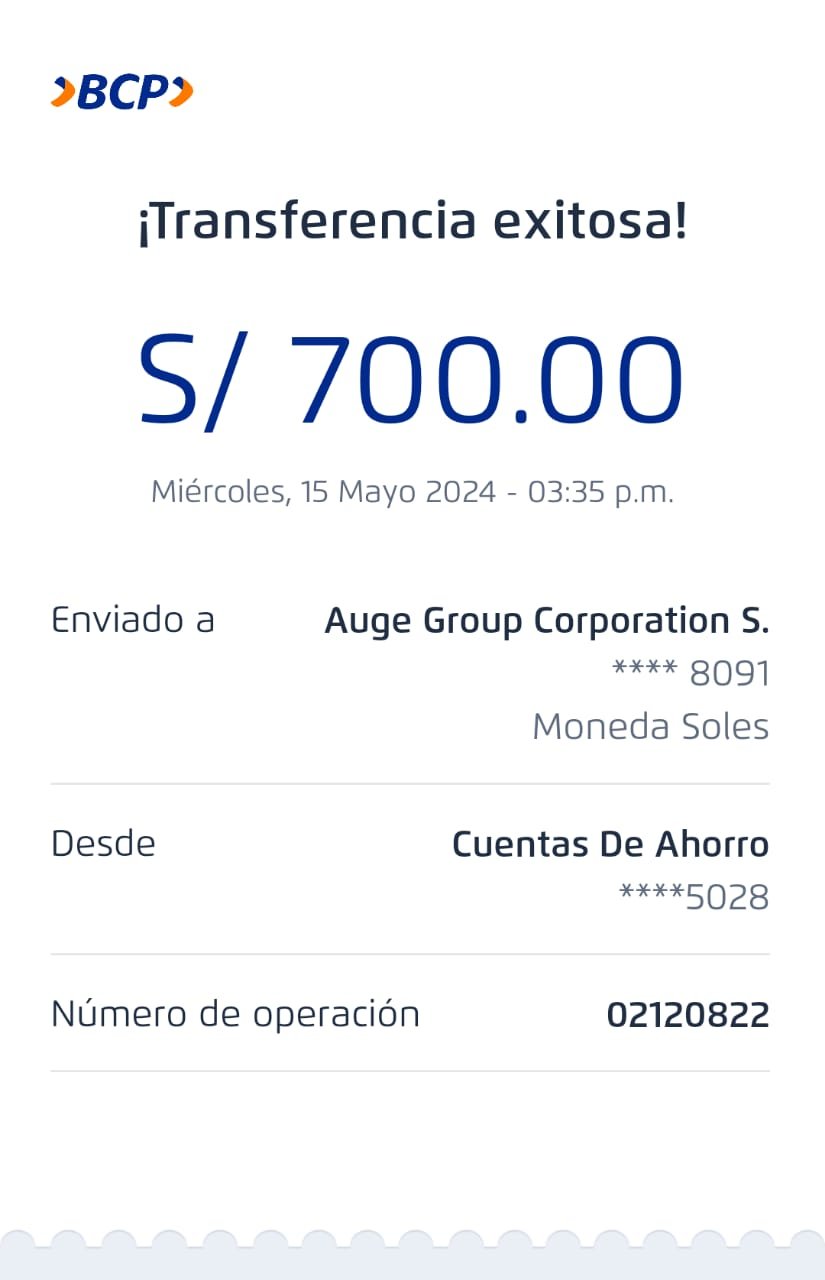 BCP
¡Transferencia exitosa!
S/ 700.00
Miércoles, 15 Mayo 2024 - 03:35 p.m.
Enviado a Auge Group Corporation S.
**** 8091
Moneda Soles
Desde Cuentas De Ahorro
****5028
Número de operación 02120822